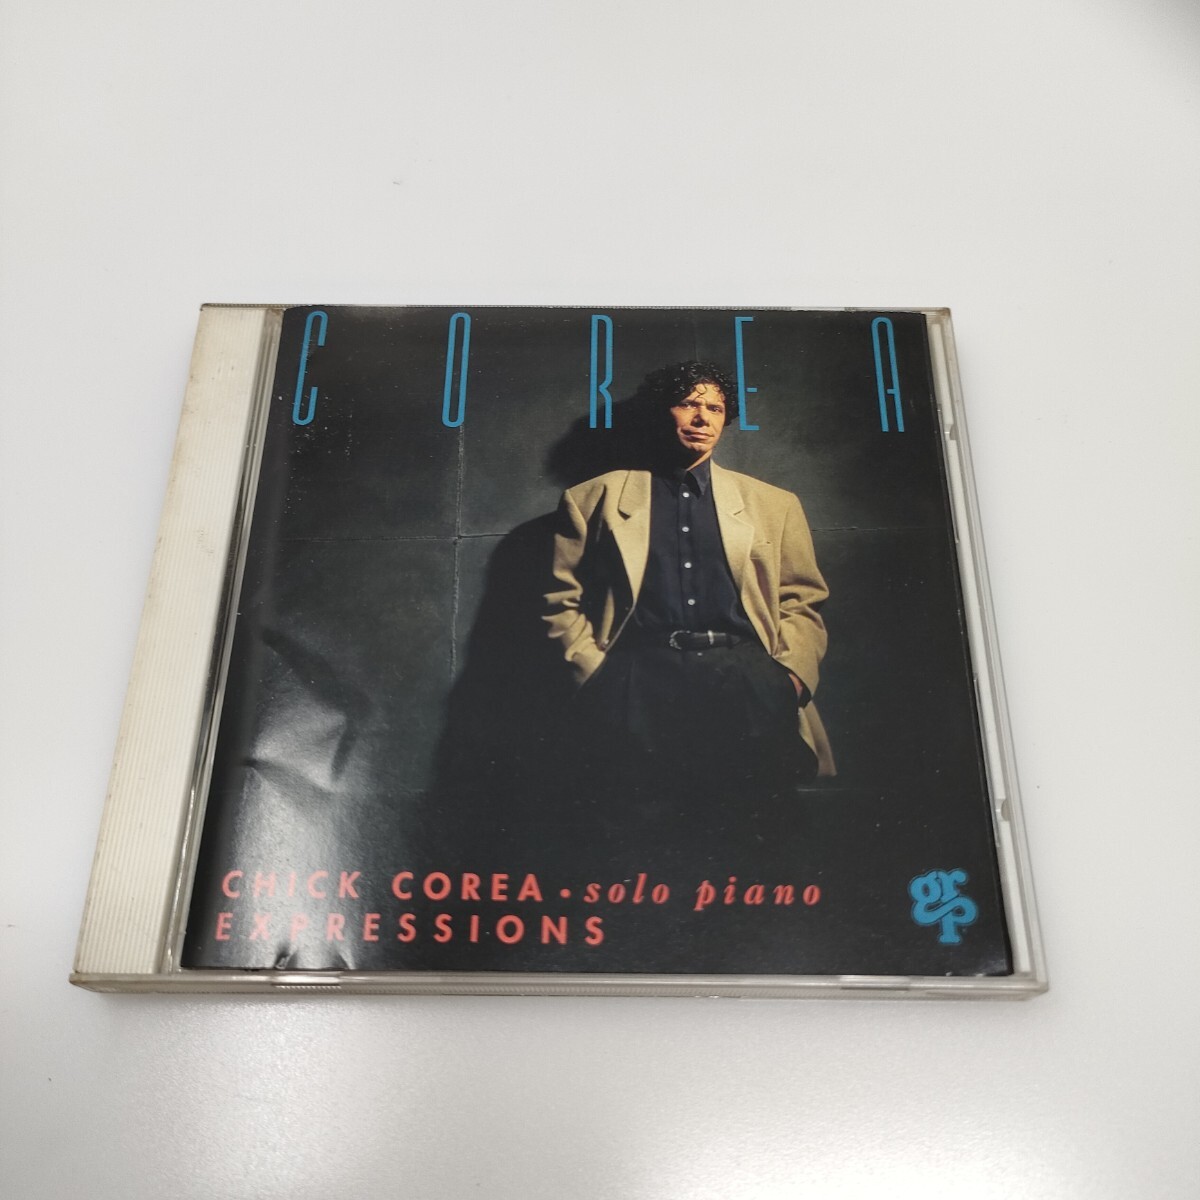 COREA
CHICK COREA • solo piano
EXPRESSIONS
grp